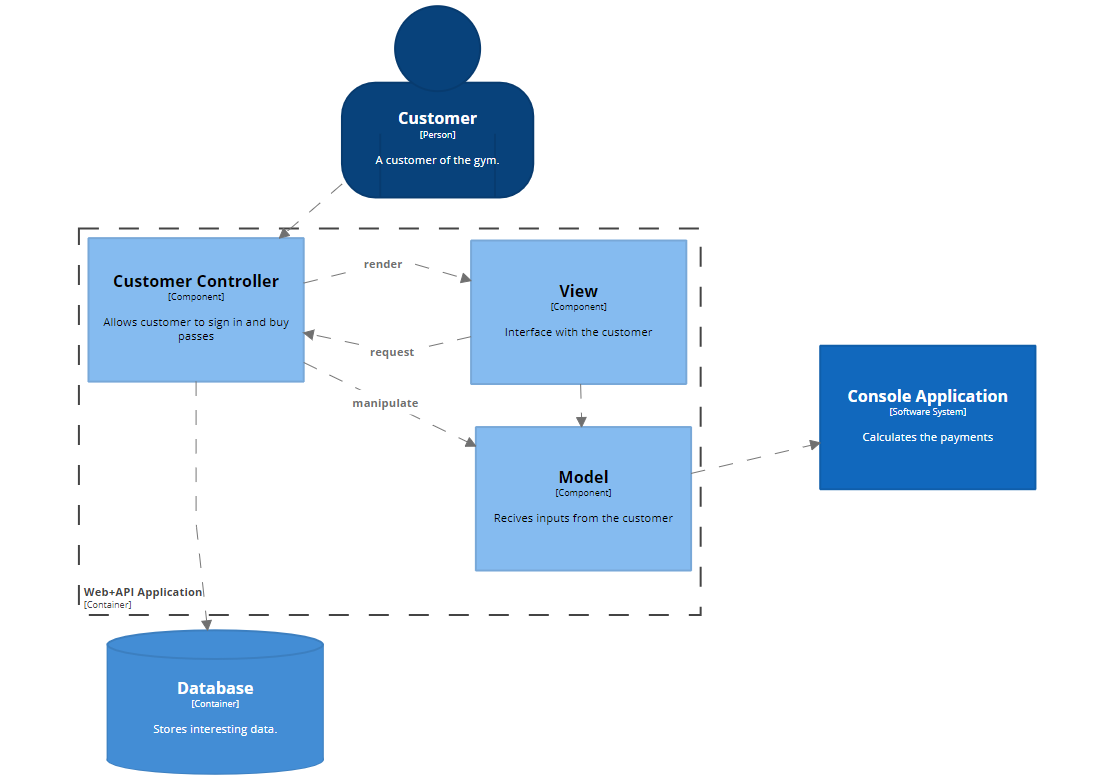 Customer
[Person]
A customer of the gym.
Customer Controller
[Component]
Allows customer to sign in and buy
passes
render
request
manipulate
View
[Component]
Interface with the customer
Model
[Component]
Recives inputs from the customer
Console Application
[Software System]
Calculates the payments
Web+API Application
[Container]
Database
[Container]
Stores interesting data.